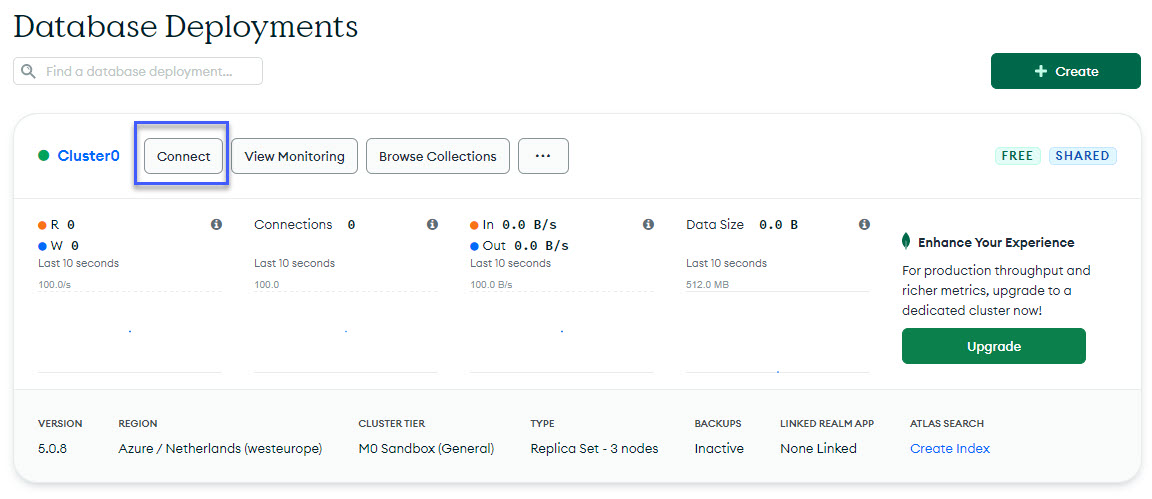 Database Deployments
Find a database deployment...
+ Create
Cluster0
Connect
View Monitoring
Browse Collections
...
FREE
SHARED
R 0
W 0
Last 10 seconds
100.0/s
Connections 0
Last 10 seconds
100.0
In 0.0 B/s
Out 0.0 B/s
Last 10 seconds
100.0 B/s
Data Size 0.0 B
Last 10 seconds
512.0 MB
Enhance Your Experience
For production throughput and
richer metrics, upgrade to a
dedicated cluster now!
Upgrade
VERSION
5.0.8
REGION
Azure / Netherlands (westeurope)
CLUSTER TIER
M0 Sandbox (General)
TYPE
Replica Set - 3 nodes
BACKUPS
Inactive
LINKED REALM APP
None Linked
ATLAS SEARCH
Create Index